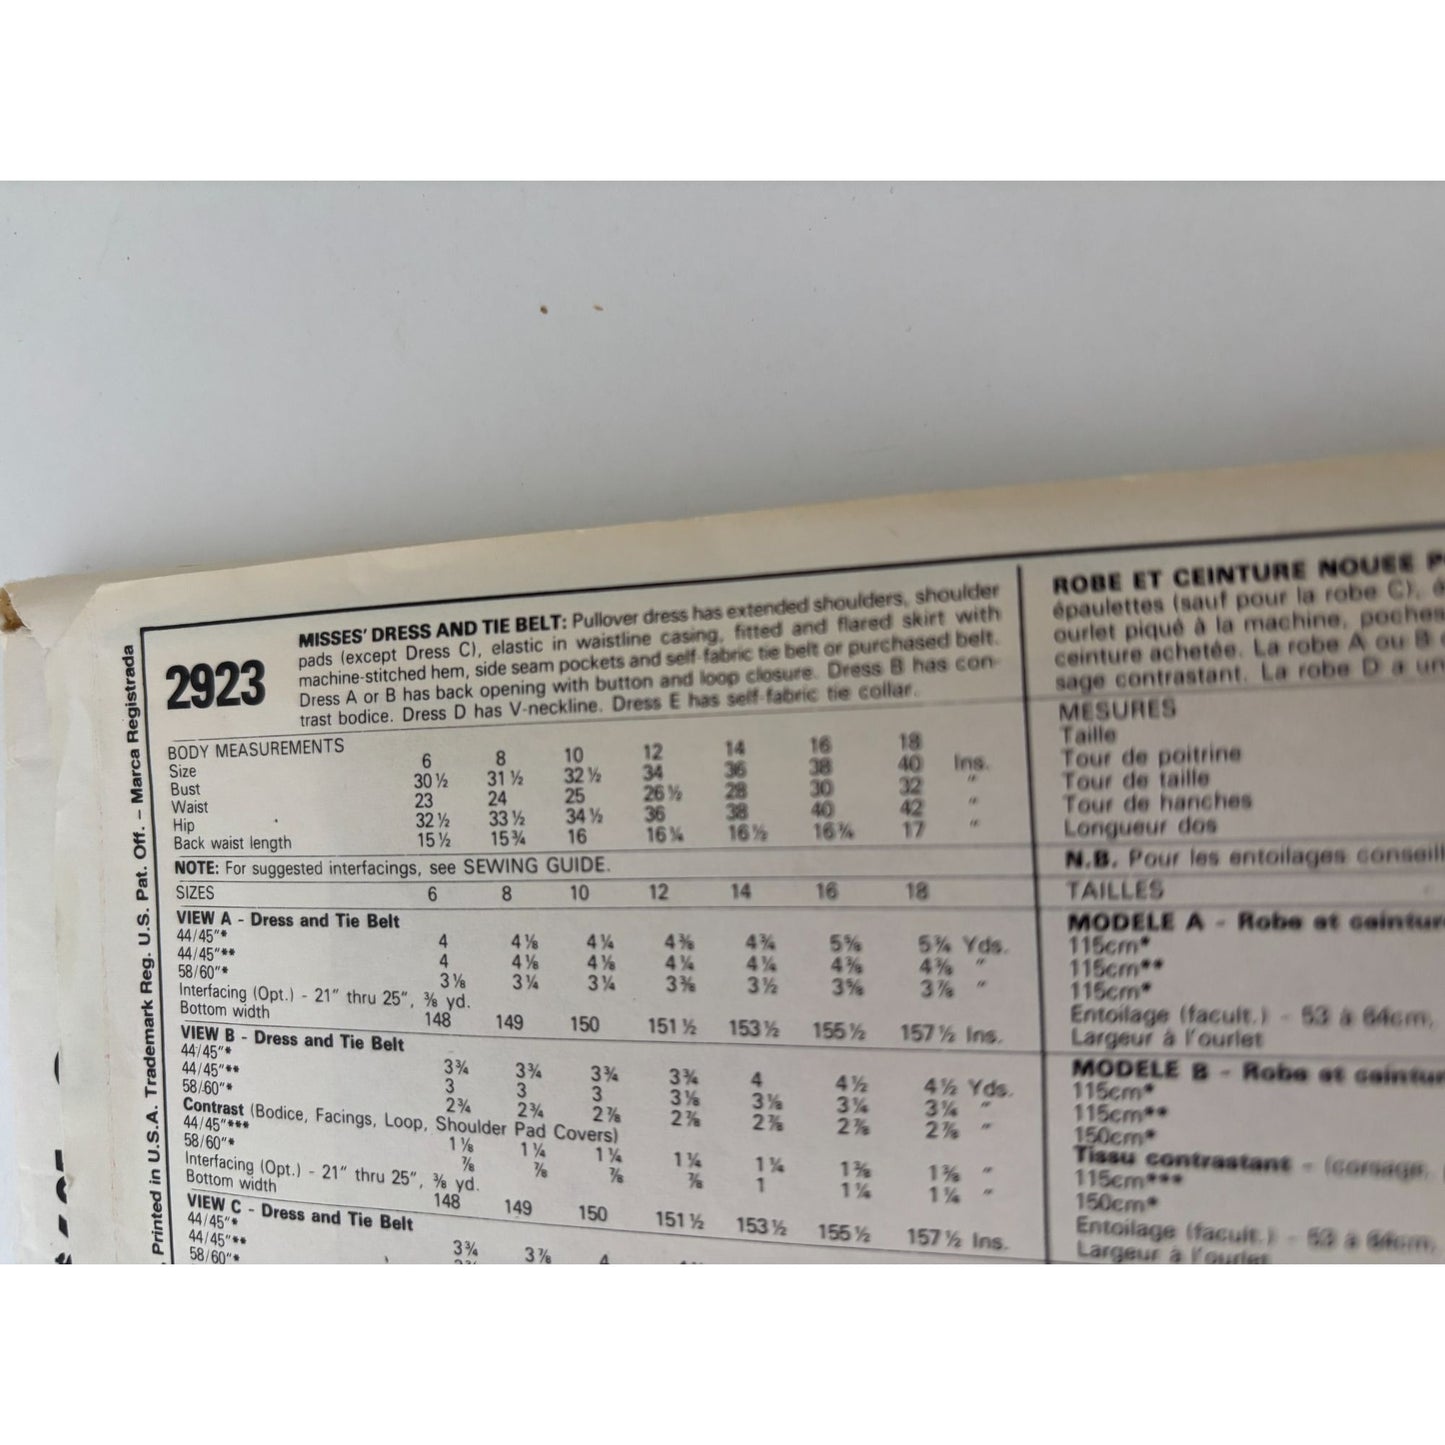 Printed in U.S.A. Trademark Reg. U.S. Pat. Off. – Marca Registrada
2923
MISSES' DRESS AND TIE BELT: Pullover dress has extended shoulders, shoulder
pads (except Dress C), elastic in waistline casing, fitted and flared skirt with
machine-stitched hem, side seam pockets and self-fabric tie belt or purchased belt.
Dress A or B has back opening with button and loop closure. Dress B has con-
trast bodice. Dress D has V-neckline. Dress E has self-fabric tie collar.
BODY MEASUREMENTS
Size 6 8 10 12 14 16 18
Bust 30½ 31½ 32½ 34 36 38 40 Ins.
Waist 23 24 25 26½ 28 30 32 "
Hip 32½ 33½ 34½ 36 38 40 42 "
Back waist length 15½ 15¾ 16 16¼ 16½ 16¾ 17 "
NOTE: For suggested interfacings, see SEWING GUIDE.
SIZES 6 8 10 12 14 16 18
VIEW A - Dress and Tie Belt
44/45"* 4 4⅛ 4¼ 4⅜ 4¾ 5⅝ 5¾ Yds.
44/45"** 4 4⅛ 4⅛ 4¼ 4¼ 4⅜ 4⅜ "
58/60"* 3⅛ 3¼ 3¼ 3⅜ 3½ 3⅝ 3⅞ "
Interfacing (Opt.) - 21" thru 25", ⅜ yd.
Bottom width 148 149 150 151½ 153½ 155½ 157½ Ins.
VIEW B - Dress and Tie Belt
44/45"* 3¾ 3¾ 3¾ 3¾ 4 4½ 4½ Yds.
44/45"** 3 3 3 3⅛ 3⅛ 3¼ 3¼ "
58/60"* 2¾ 2¾ 2⅞ 2⅞ 2⅞ 2⅞ 2⅞ "
Contrast (Bodice, Facings, Loop, Shoulder Pad Covers)
44/45"*** 1⅛ 1¼ 1¼ 1¼ 1¼ 1⅜ 1⅜ "
58/60"* ⅞ ⅞ ⅞ ⅞ 1 1¼ 1¼ "
Interfacing (Opt.) - 21" thru 25", ⅜ yd.
Bottom width 148 149 150 151½ 153½ 155½ 157½ Ins.
VIEW C - Dress and Tie Belt
44/45"* 3¾ 3⅞ 4
44/45"**
58/60"*
ROBE ET CEINTURE NOUEE
épaulettes (sauf pour la robe C),
ourlet piqué à la machine, poches
ceinture achetée. La robe A ou B
sage contrastant. La robe D a un
MESURES
Taille
Tour de poitrine
Tour de taille
Tour de hanches
Longueur dos
N.B. Pour les entoilages conseill
TAILLES
MODELE A - Robe et ceintur
115cm*
115cm**
115cm*
Entoilage (facult.) - 53 à 64cm,
Largeur à l'ourlet
MODELE B - Robe et ceintur
115cm*
115cm**
150cm*
Tissu contrastant - (corsage,
115cm***
150cm*
Entoilage (facult.) - 53 à 64cm,
Largeur à l'ourlet